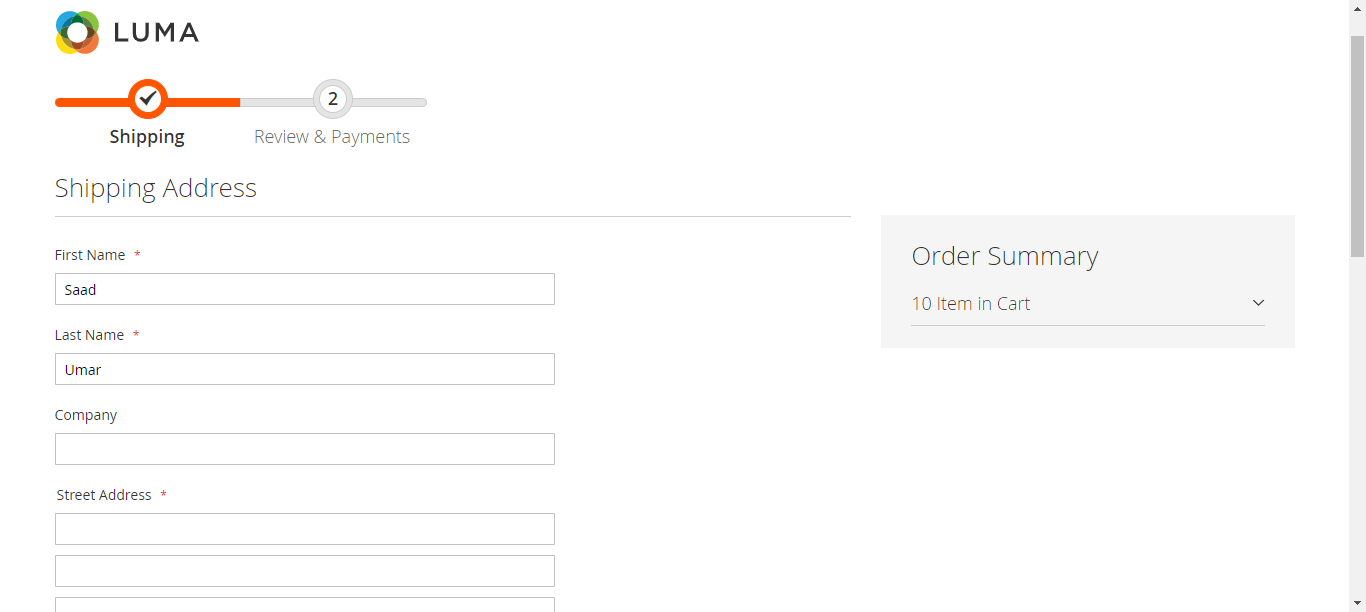 LUMA
2
Shipping
Review & Payments
Shipping Address
First Name *
Saad
Last Name *
Umar
Company
Street Address *
Order Summary
10 Item in Cart